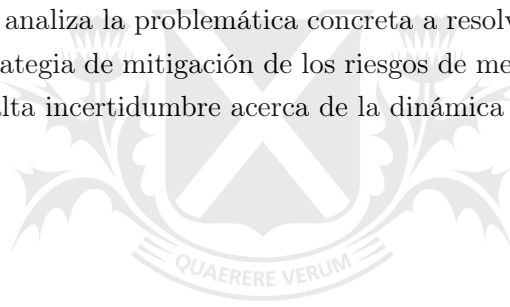 analiza la problemática concreta a resolv
ategia de mitigación de los riesgos de me
alta incertidumbre acerca de la dinámica
QUAERERE VERUM